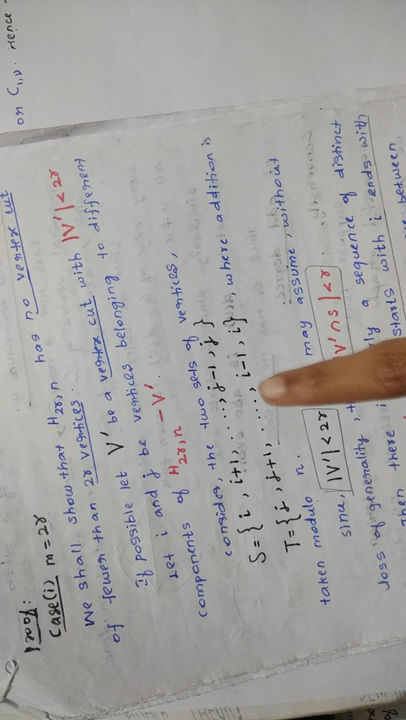 on C1,n. Hence
has no vertex cut
Proof:
Case(i) m=2r
We shall show that H2r,n
of fewer than 2r vertices.
If possible let V' be a vertex cut with |V'|<2r
Let i and j be vertices belonging to different
components of H2r,n - V'.
consider, the two sets of vertices,
S = {i, i+1, ....., j-1, j}
T = {j, j+1, ....., i-1, i} where addition is
taken modulo n.
since, |V'|<2r may assume, without
loss of generality, V'∩S|<r.
Then there a sequence of distinct
starts with i ends with
between